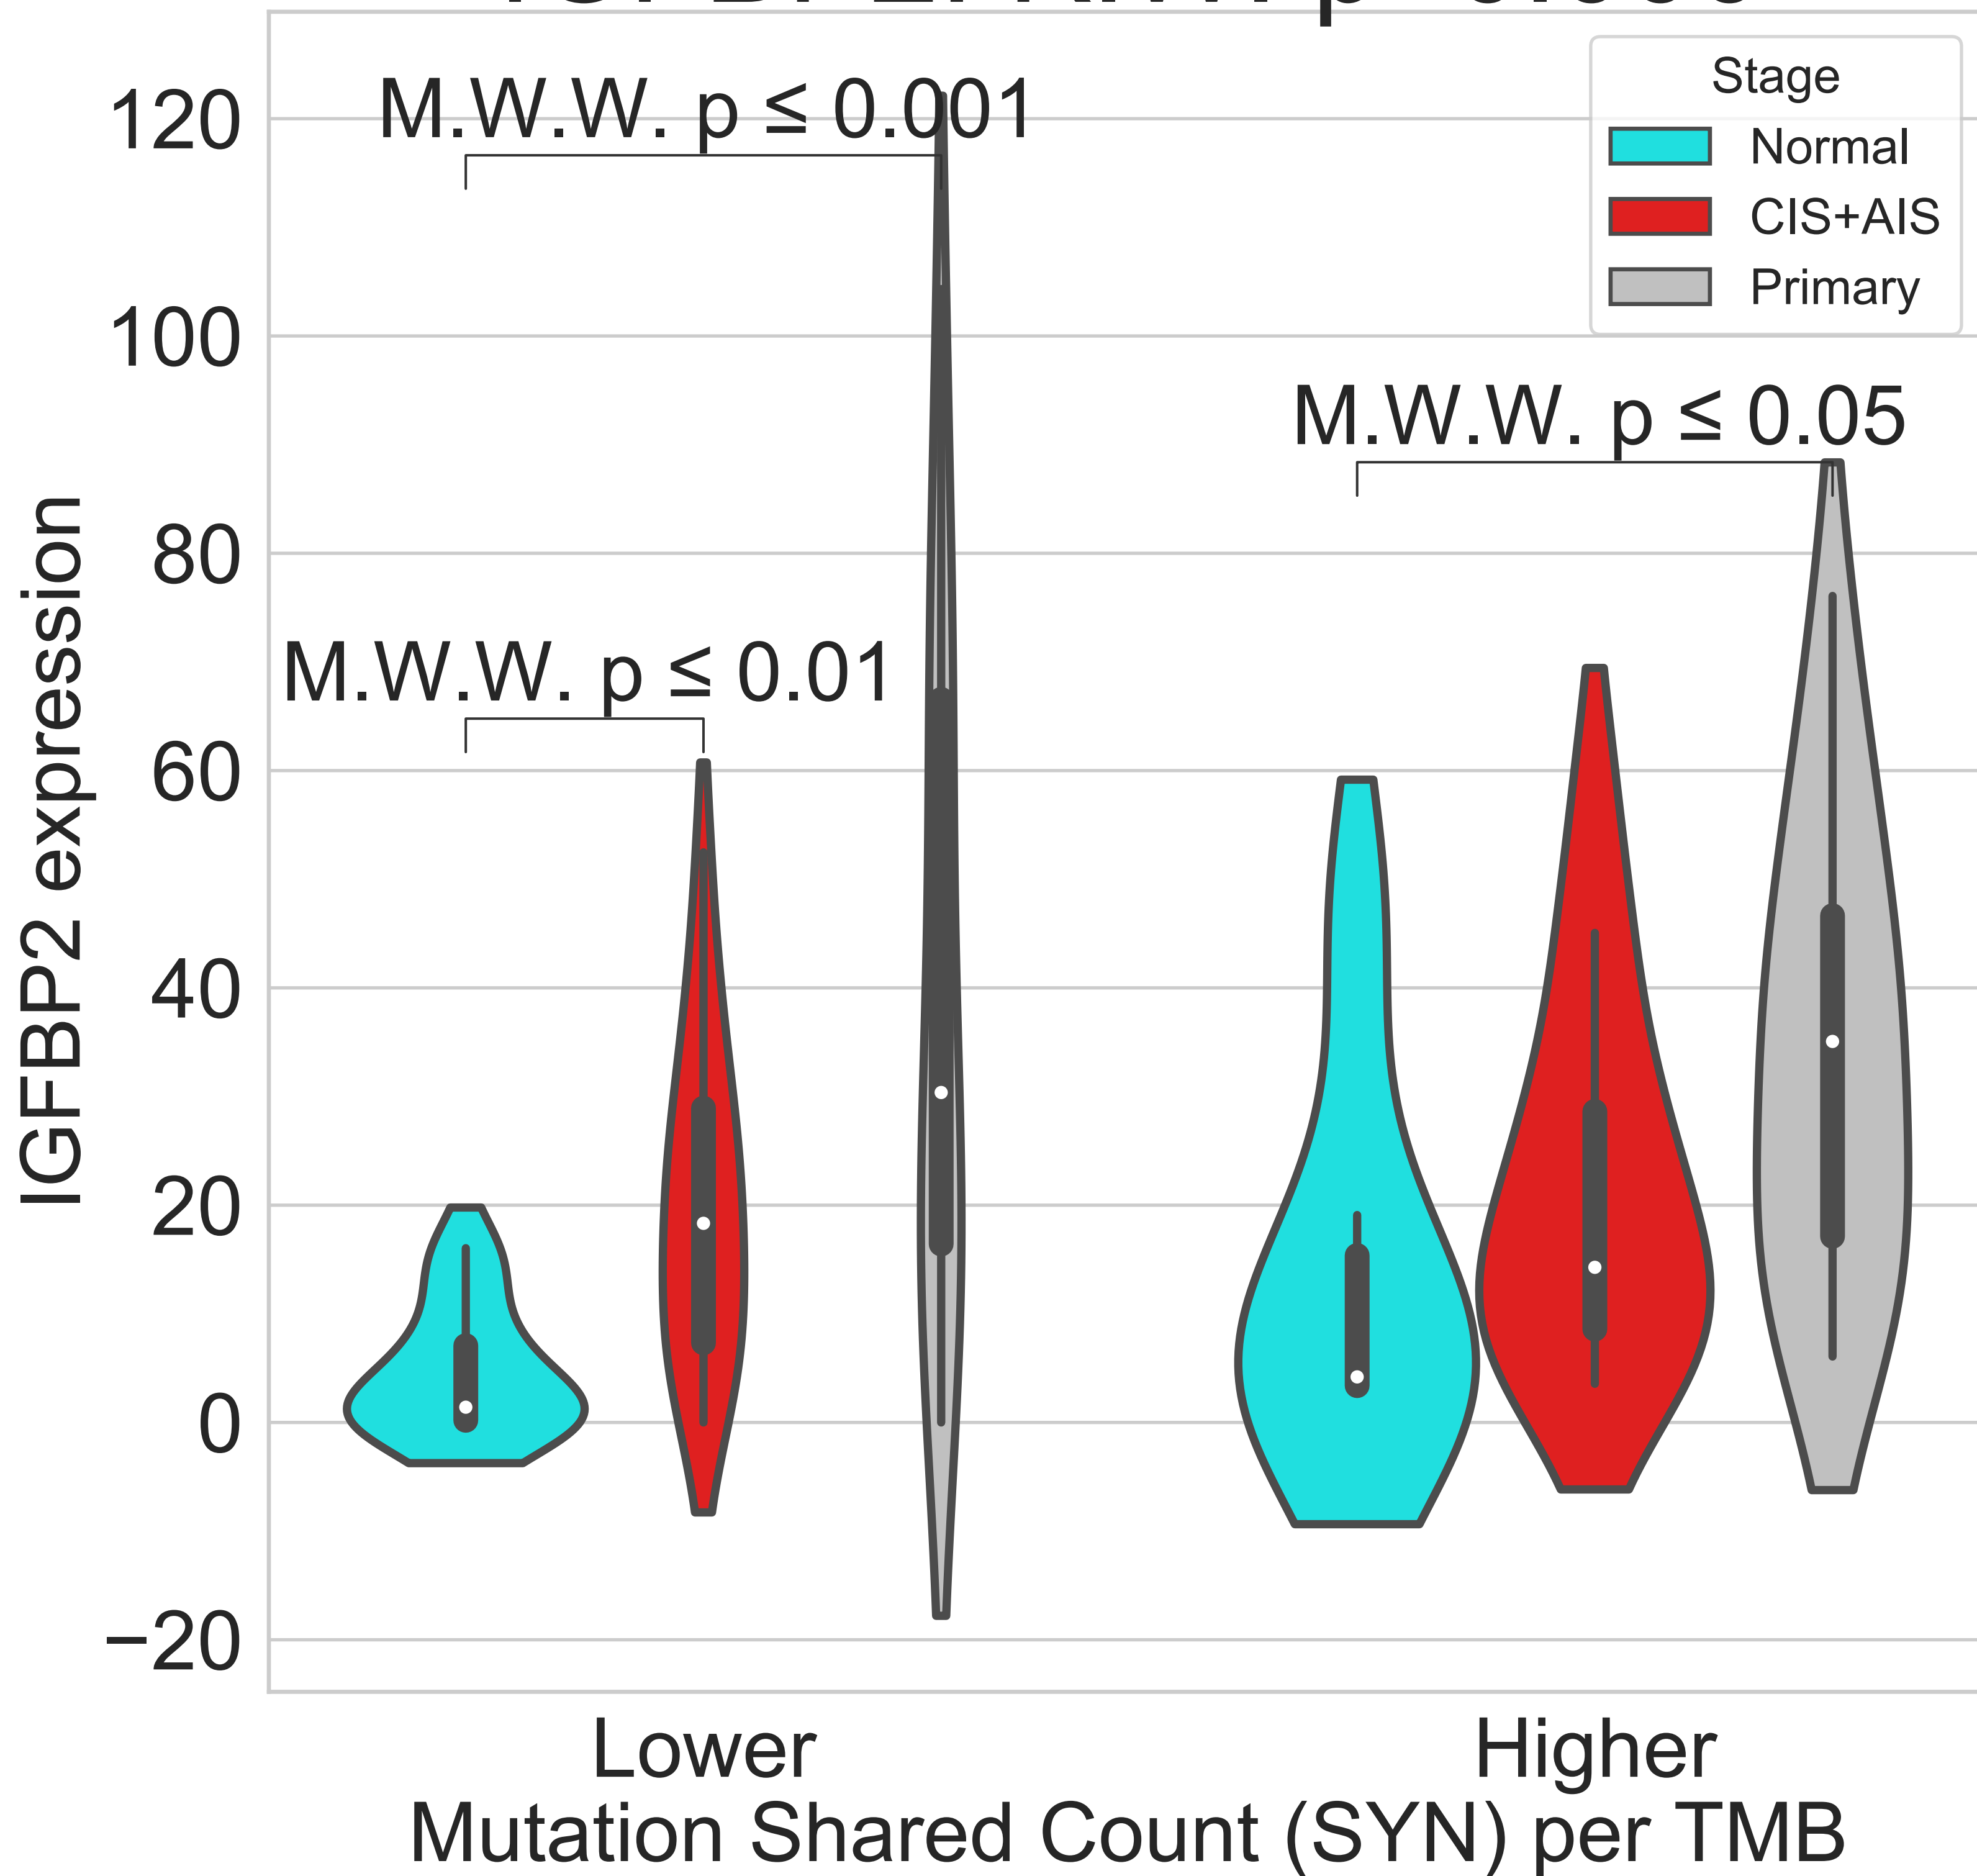 Stage
Normal
CIS+AIS
Primary
M.W.W. p ≤ 0.001
M.W.W. p ≤ 0.05
M.W.W. p ≤ 0.01
120
100
80
60
40
20
0
−20
IGFBP2 expression
Lower
Higher
Mutation Shared Count (SYN) per TMB